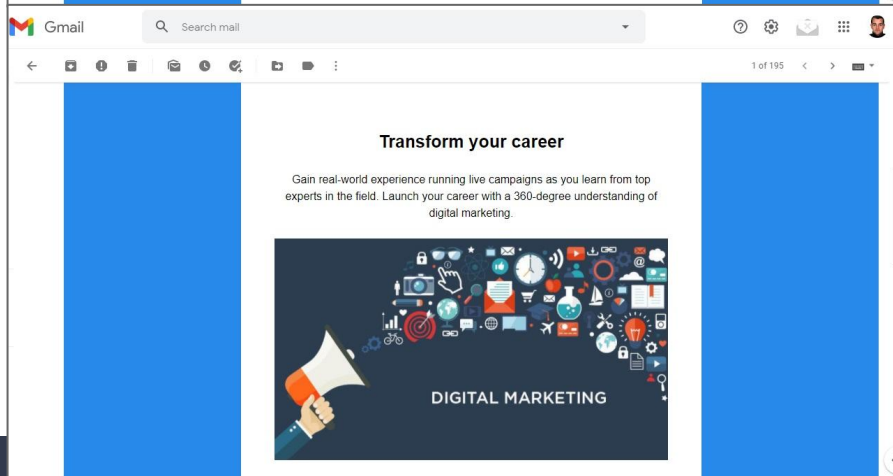 Gmail
Search mail
1 of 195
Transform your career
Gain real-world experience running live campaigns as you learn from top
experts in the field. Launch your career with a 360-degree understanding of
digital marketing.
DIGITAL MARKETING